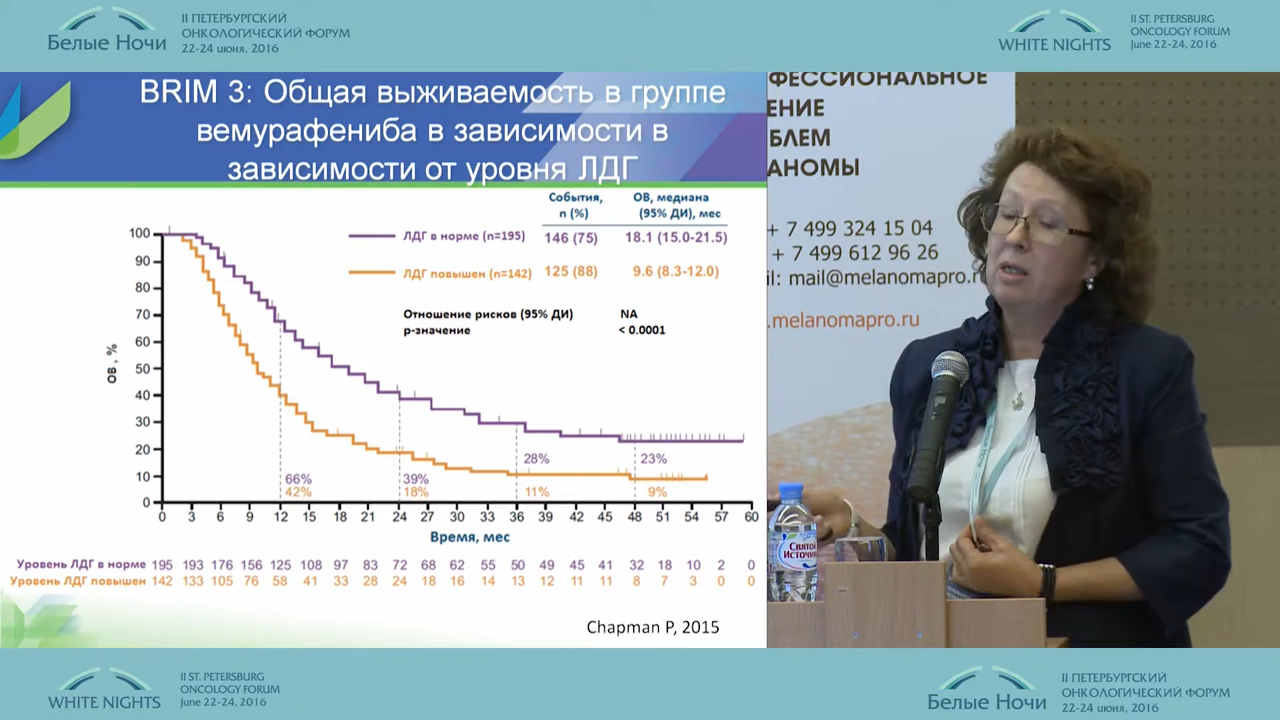 Белые Ночи
II ПЕТЕРБУРГСКИЙ
ОНКОЛОГИЧЕСКИЙ ФОРУМ
22-24 июня, 2016
WHITE NIGHTS
II ST. PETERSBURG
ONCOLOGY FORUM
June 22-24, 2016
BRIM 3: Общая выживаемость в группе
вемурафениба в зависимости в
зависимости от уровня ЛДГ
События, ОВ, медиана
n (%) (95% ДИ), мес
ЛДГ в норме (n=195) 146 (75) 18.1 (15.0-21.5)
ЛДГ повышен (n=142) 125 (88) 9.6 (8.3-12.0)
Отношение рисков (95% ДИ) NA
p-значение < 0.0001
ОВ , %
100
90
80
70
60
50
40
30
20
10
0
66% 39% 28% 23%
42% 18% 11% 9%
0 3 6 9 12 15 18 21 24 27 30 33 36 39 42 45 48 51 54 57 60
Время, мес
Уровень ЛДГ в норме 195 193 176 156 125 108 97 83 72 68 62 55 50 49 45 41 32 18 10 2 0
Уровень ЛДГ повышен 142 133 105 76 58 41 33 28 24 18 16 14 13 12 11 11 8 7 3 0 0
Chapman P, 2015
ФЕССИОНАЛЬНОЕ
ЕНИЕ
БЛЕМ
АНОМЫ
+ 7 499 324 15 04
+ 7 499 612 96 26
il: mail@melanomapro.r
.melanomapro.ru
Святой
Источник
WHITE NIGHTS
II ST. PETERSBURG
ONCOLOGY FORUM
June 22-24, 2016
Белые Ночи
II ПЕТЕРБУРГСКИЙ
ОНКОЛОГИЧЕСКИЙ ФОРУМ
22-24 июня, 2016